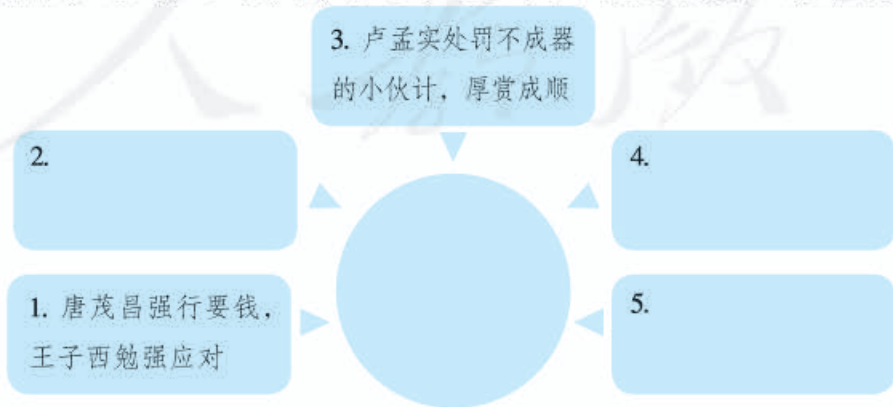 3. 卢孟实处罚不成器
的小伙计，厚赏成顺
2.
4.
1. 唐茂昌强行要钱，
王子西勉强应对
5.